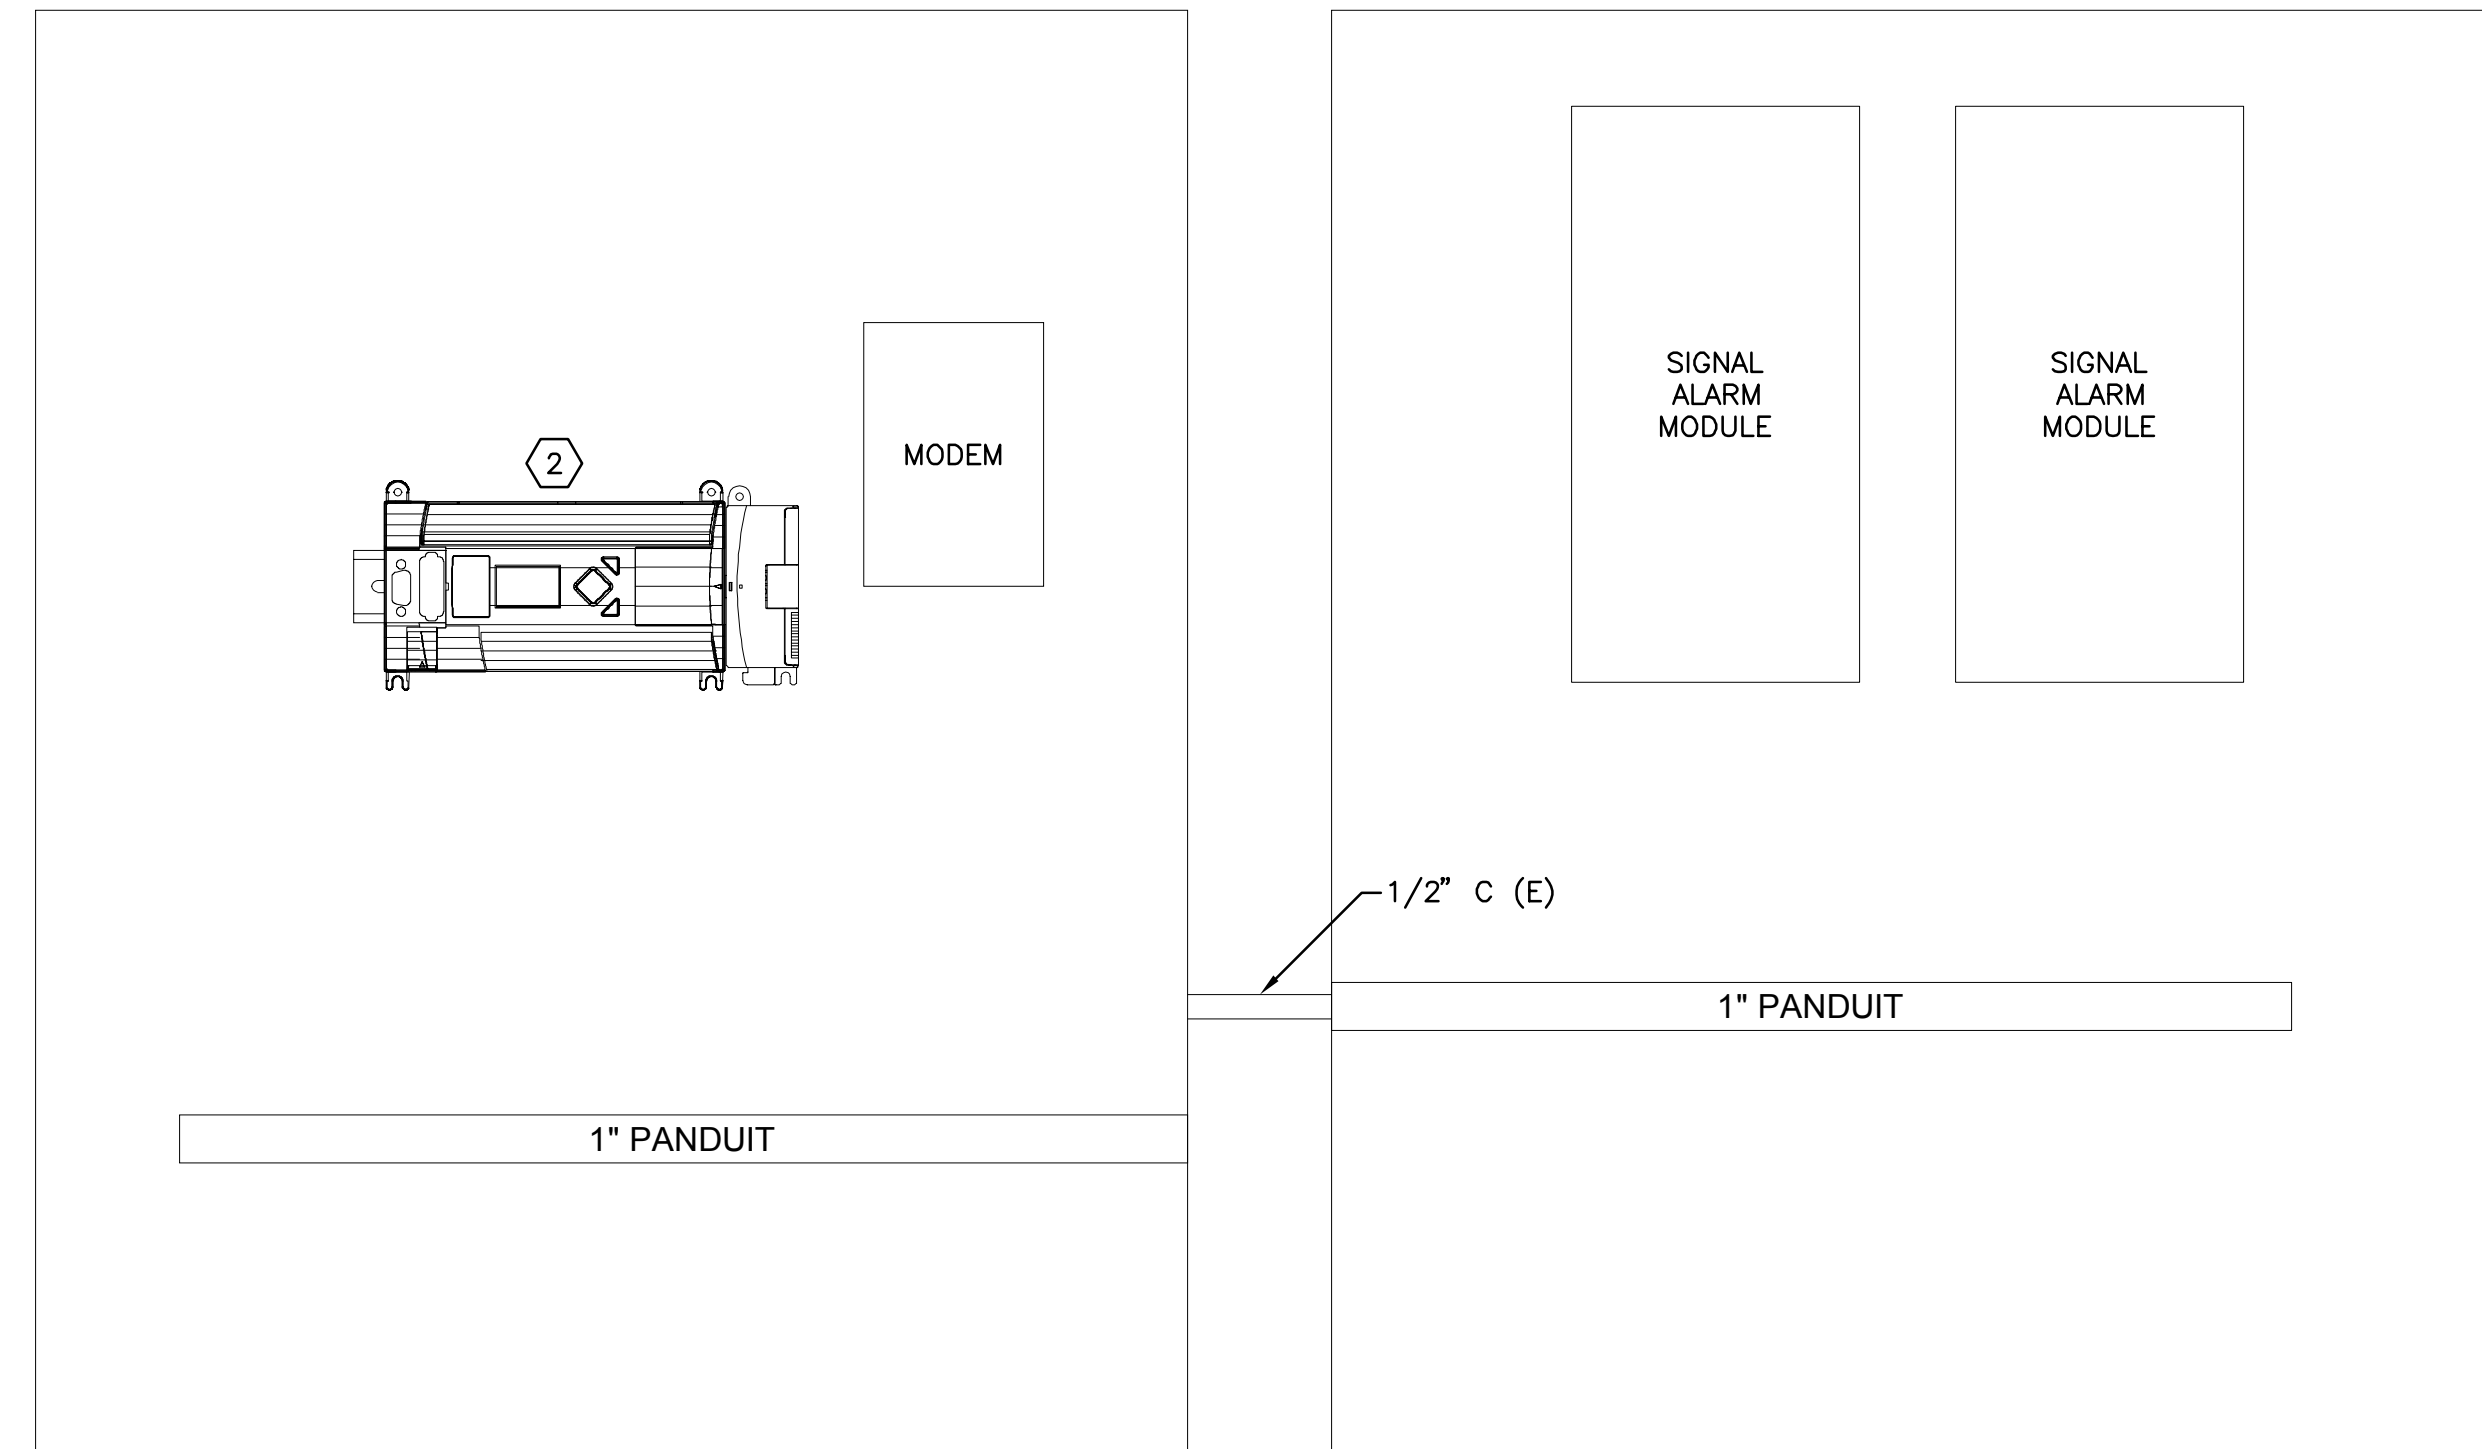 SIGNAL
ALARM
MODULE
SIGNAL
ALARM
MODULE
MODEM
2
1/2” C (E)
1" PANDUIT
1" PANDUIT